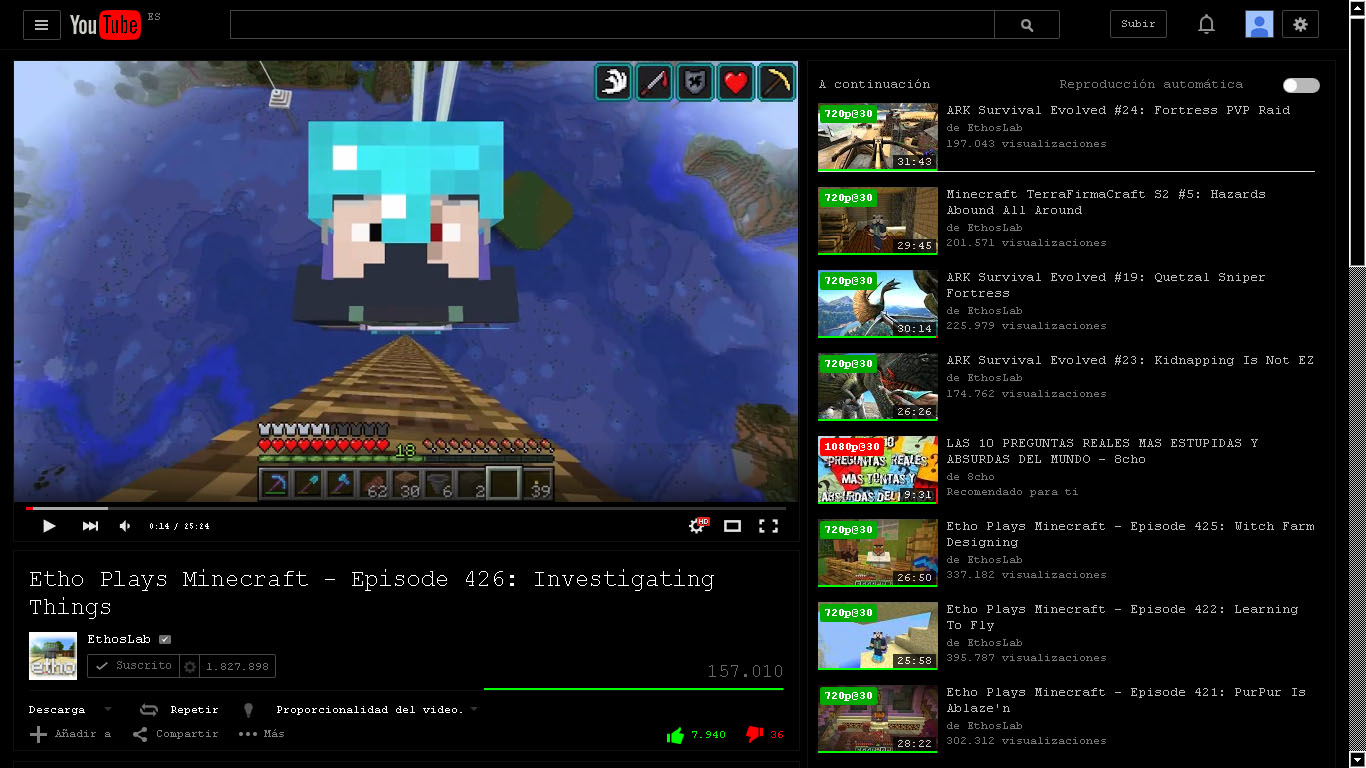 YouTube ES
Subir
62 30 6 2 39
18
0:14 / 25:24
HD
Etho Plays Minecraft - Episode 426: Investigating
Things
etho
EthosLab
Suscrito 1.827.898
157.010
Descarga Repetir Proporcionalidad del video.
Añadir a Compartir Más
7.940 36
A continuación Reproducción automática
720p@30
31:43
ARK Survival Evolved #24: Fortress PVP Raid
de EthosLab
197.043 visualizaciones
720p@30
29:45
Minecraft TerraFirmaCraft S2 #5: Hazards
Abound All Around
de EthosLab
201.571 visualizaciones
720p@30
30:14
ARK Survival Evolved #19: Quetzal Sniper
Fortress
de EthosLab
225.979 visualizaciones
720p@30
26:26
ARK Survival Evolved #23: Kidnapping Is Not EZ
de EthosLab
174.762 visualizaciones
1080p@30
PREGUNTAS REALES
MAS TONTAS Y
ABSURDAS DEL
9:31
LAS 10 PREGUNTAS REALES MAS ESTUPIDAS Y
ABSURDAS DEL MUNDO - 8cho
de 8cho
Recomendado para ti
720p@30
26:50
Etho Plays Minecraft - Episode 425: Witch Farm
Designing
de EthosLab
337.182 visualizaciones
720p@30
25:58
Etho Plays Minecraft - Episode 422: Learning
To Fly
de EthosLab
395.787 visualizaciones
720p@30
28:22
Etho Plays Minecraft - Episode 421: PurPur Is
Ablaze'n
de EthosLab
302.312 visualizaciones